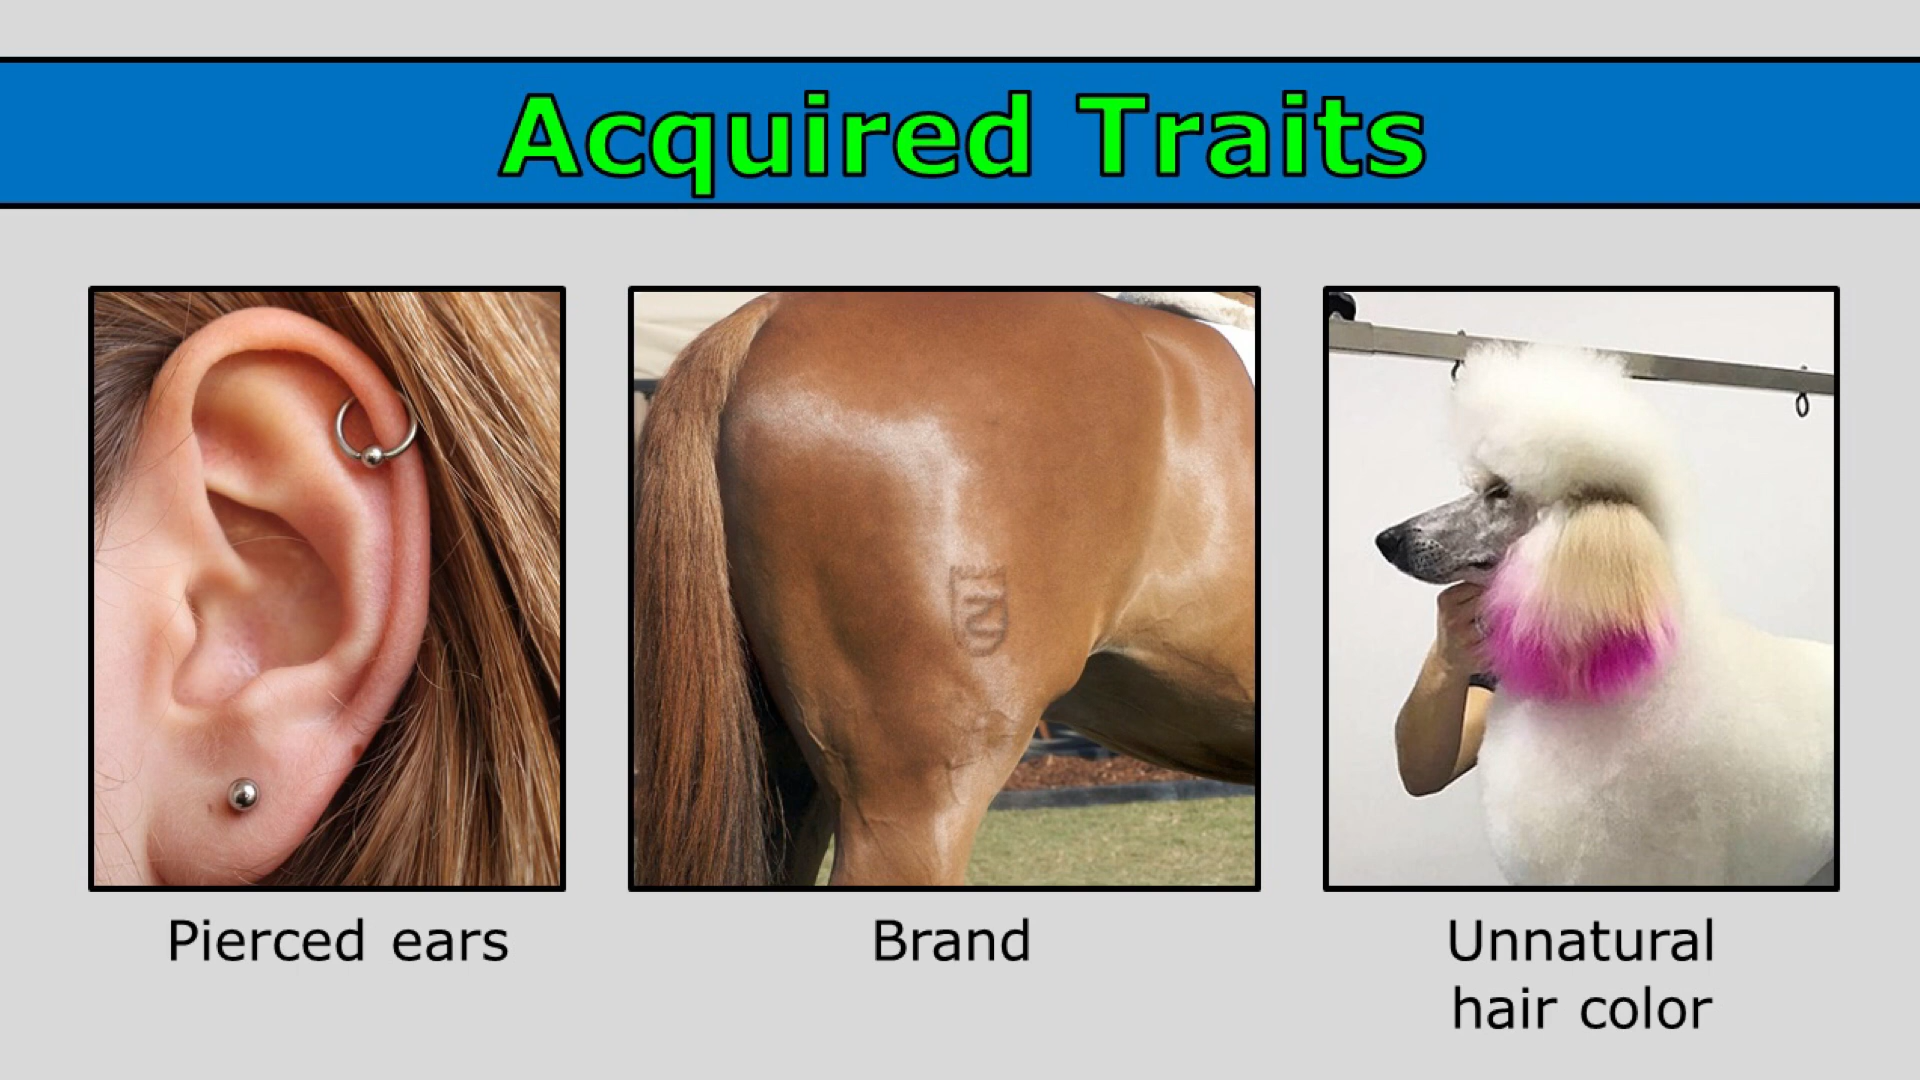 Acquired Traits
Pierced ears
Brand
Unnatural
hair color